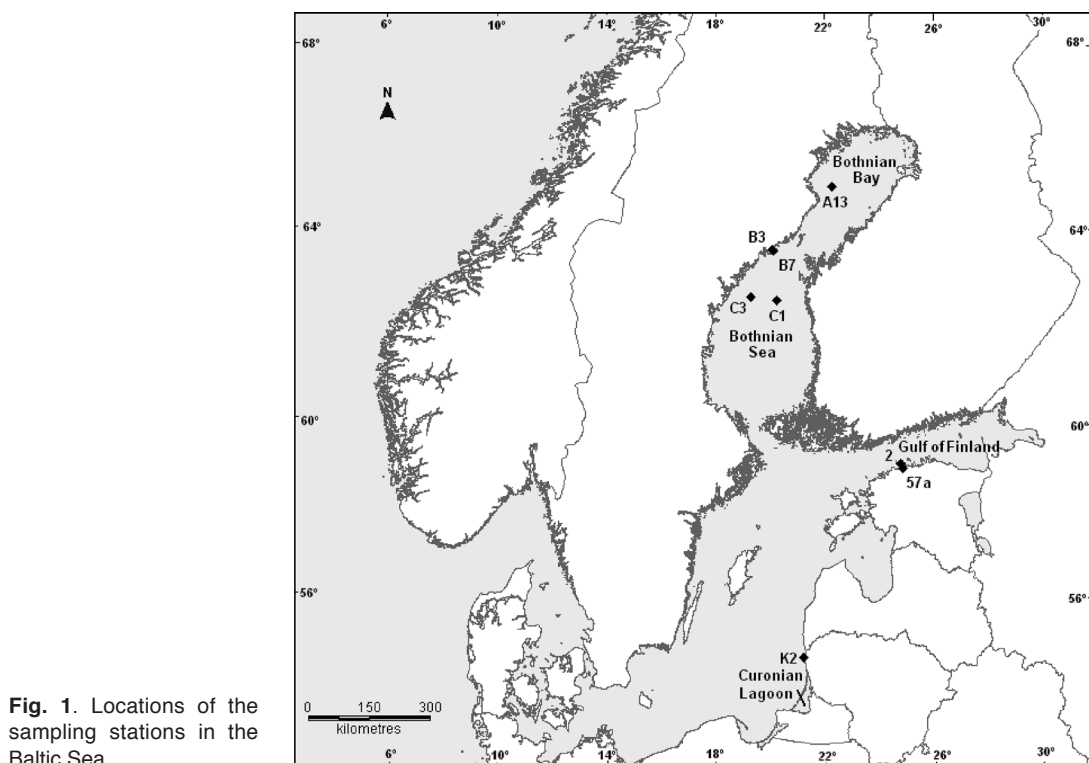 6°
10°
22°
26°
30°
68°
68°
N
Bothnian
Bay
A13
64°
64°
B3
B7
C3
C1
Bothnian
Sea
60°
60°
2
Gulf of Finland
57a
56°
56°
K2
Curonian
Lagoon
0 150 300
kilometres
6°
10°
14°
18°
22°
26°
30°
Fig. 1. Locations of the
sampling stations in the
Baltic Sea